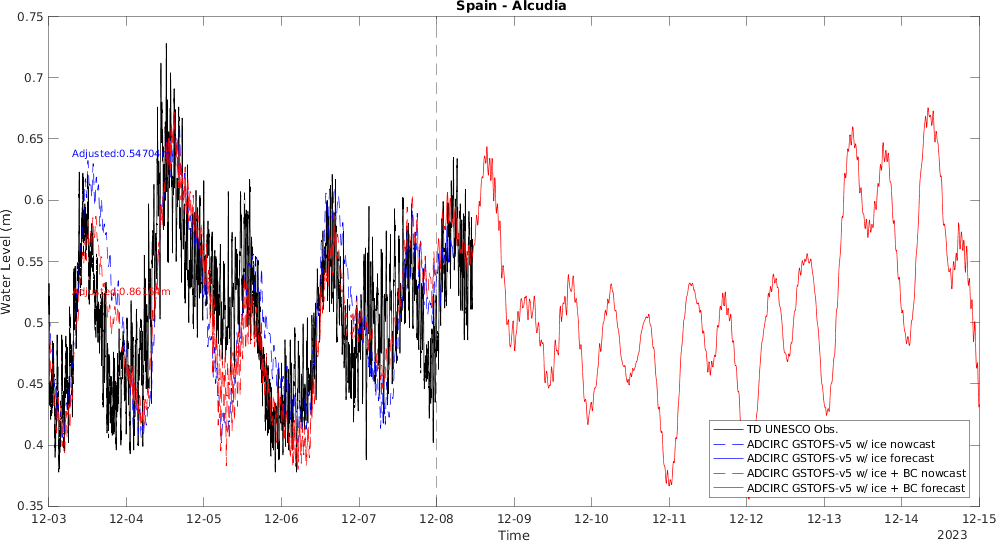 Spain - Alcudia
0.75
0.7
0.65
0.6
0.55
0.5
0.45
0.4
0.35
Water Level (m)
Adjusted:0.54704
TD UNESCO Obs.
ADCIRC GSTOFS-v5 w/ ice nowcast
ADCIRC GSTOFS-v5 w/ ice forecast
ADCIRC GSTOFS-v5 w/ ice + BC nowcast
ADCIRC GSTOFS-v5 w/ ice + BC forecast
12-03 12-04 12-05 12-06 12-07 12-08 12-09 12-10 12-11 12-12 12-13 12-14 12-15
Time
2023